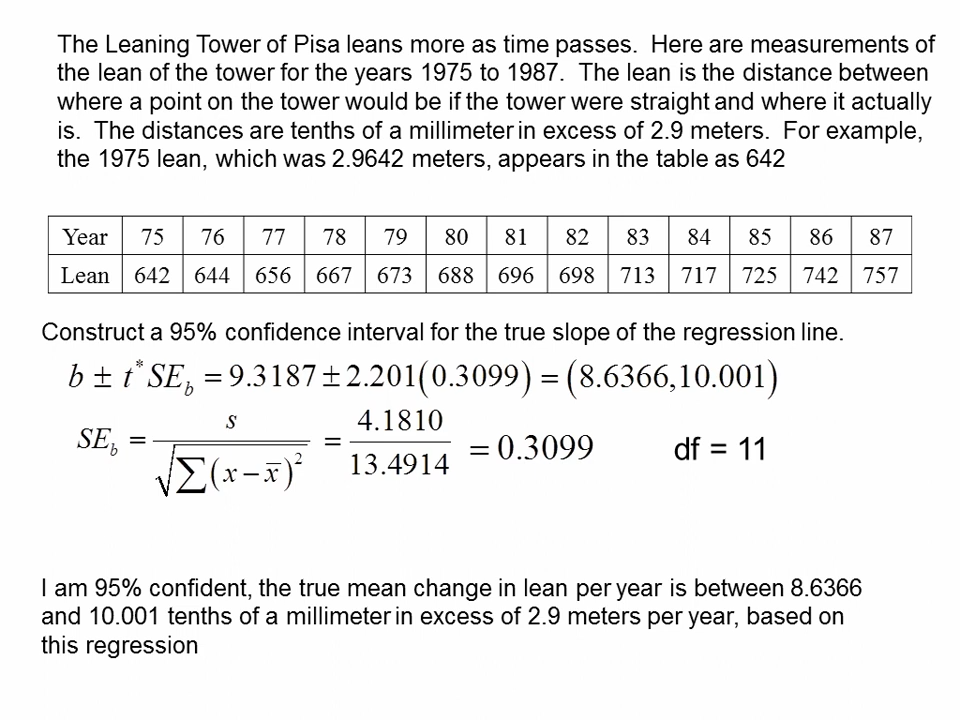 The Leaning Tower of Pisa leans more as time passes. Here are measurements of
the lean of the tower for the years 1975 to 1987. The lean is the distance between
where a point on the tower would be if the tower were straight and where it actually
is. The distances are tenths of a millimeter in excess of 2.9 meters. For example,
the 1975 lean, which was 2.9642 meters, appears in the table as 642
Year 75 76 77 78 79 80 81 82 83 84 85 86 87
Lean 642 644 656 667 673 688 696 698 713 717 725 742 757
Construct a 95% confidence interval for the true slope of the regression line.
b ± t* SE_b = 9.3187 ± 2.201(0.3099) = (8.6366,10.001)
SE_b = s / √∑(x − x̄)² = 4.1810 / 13.4914 = 0.3099 df = 11
I am 95% confident, the true mean change in lean per year is between 8.6366
and 10.001 tenths of a millimeter in excess of 2.9 meters per year, based on
this regression